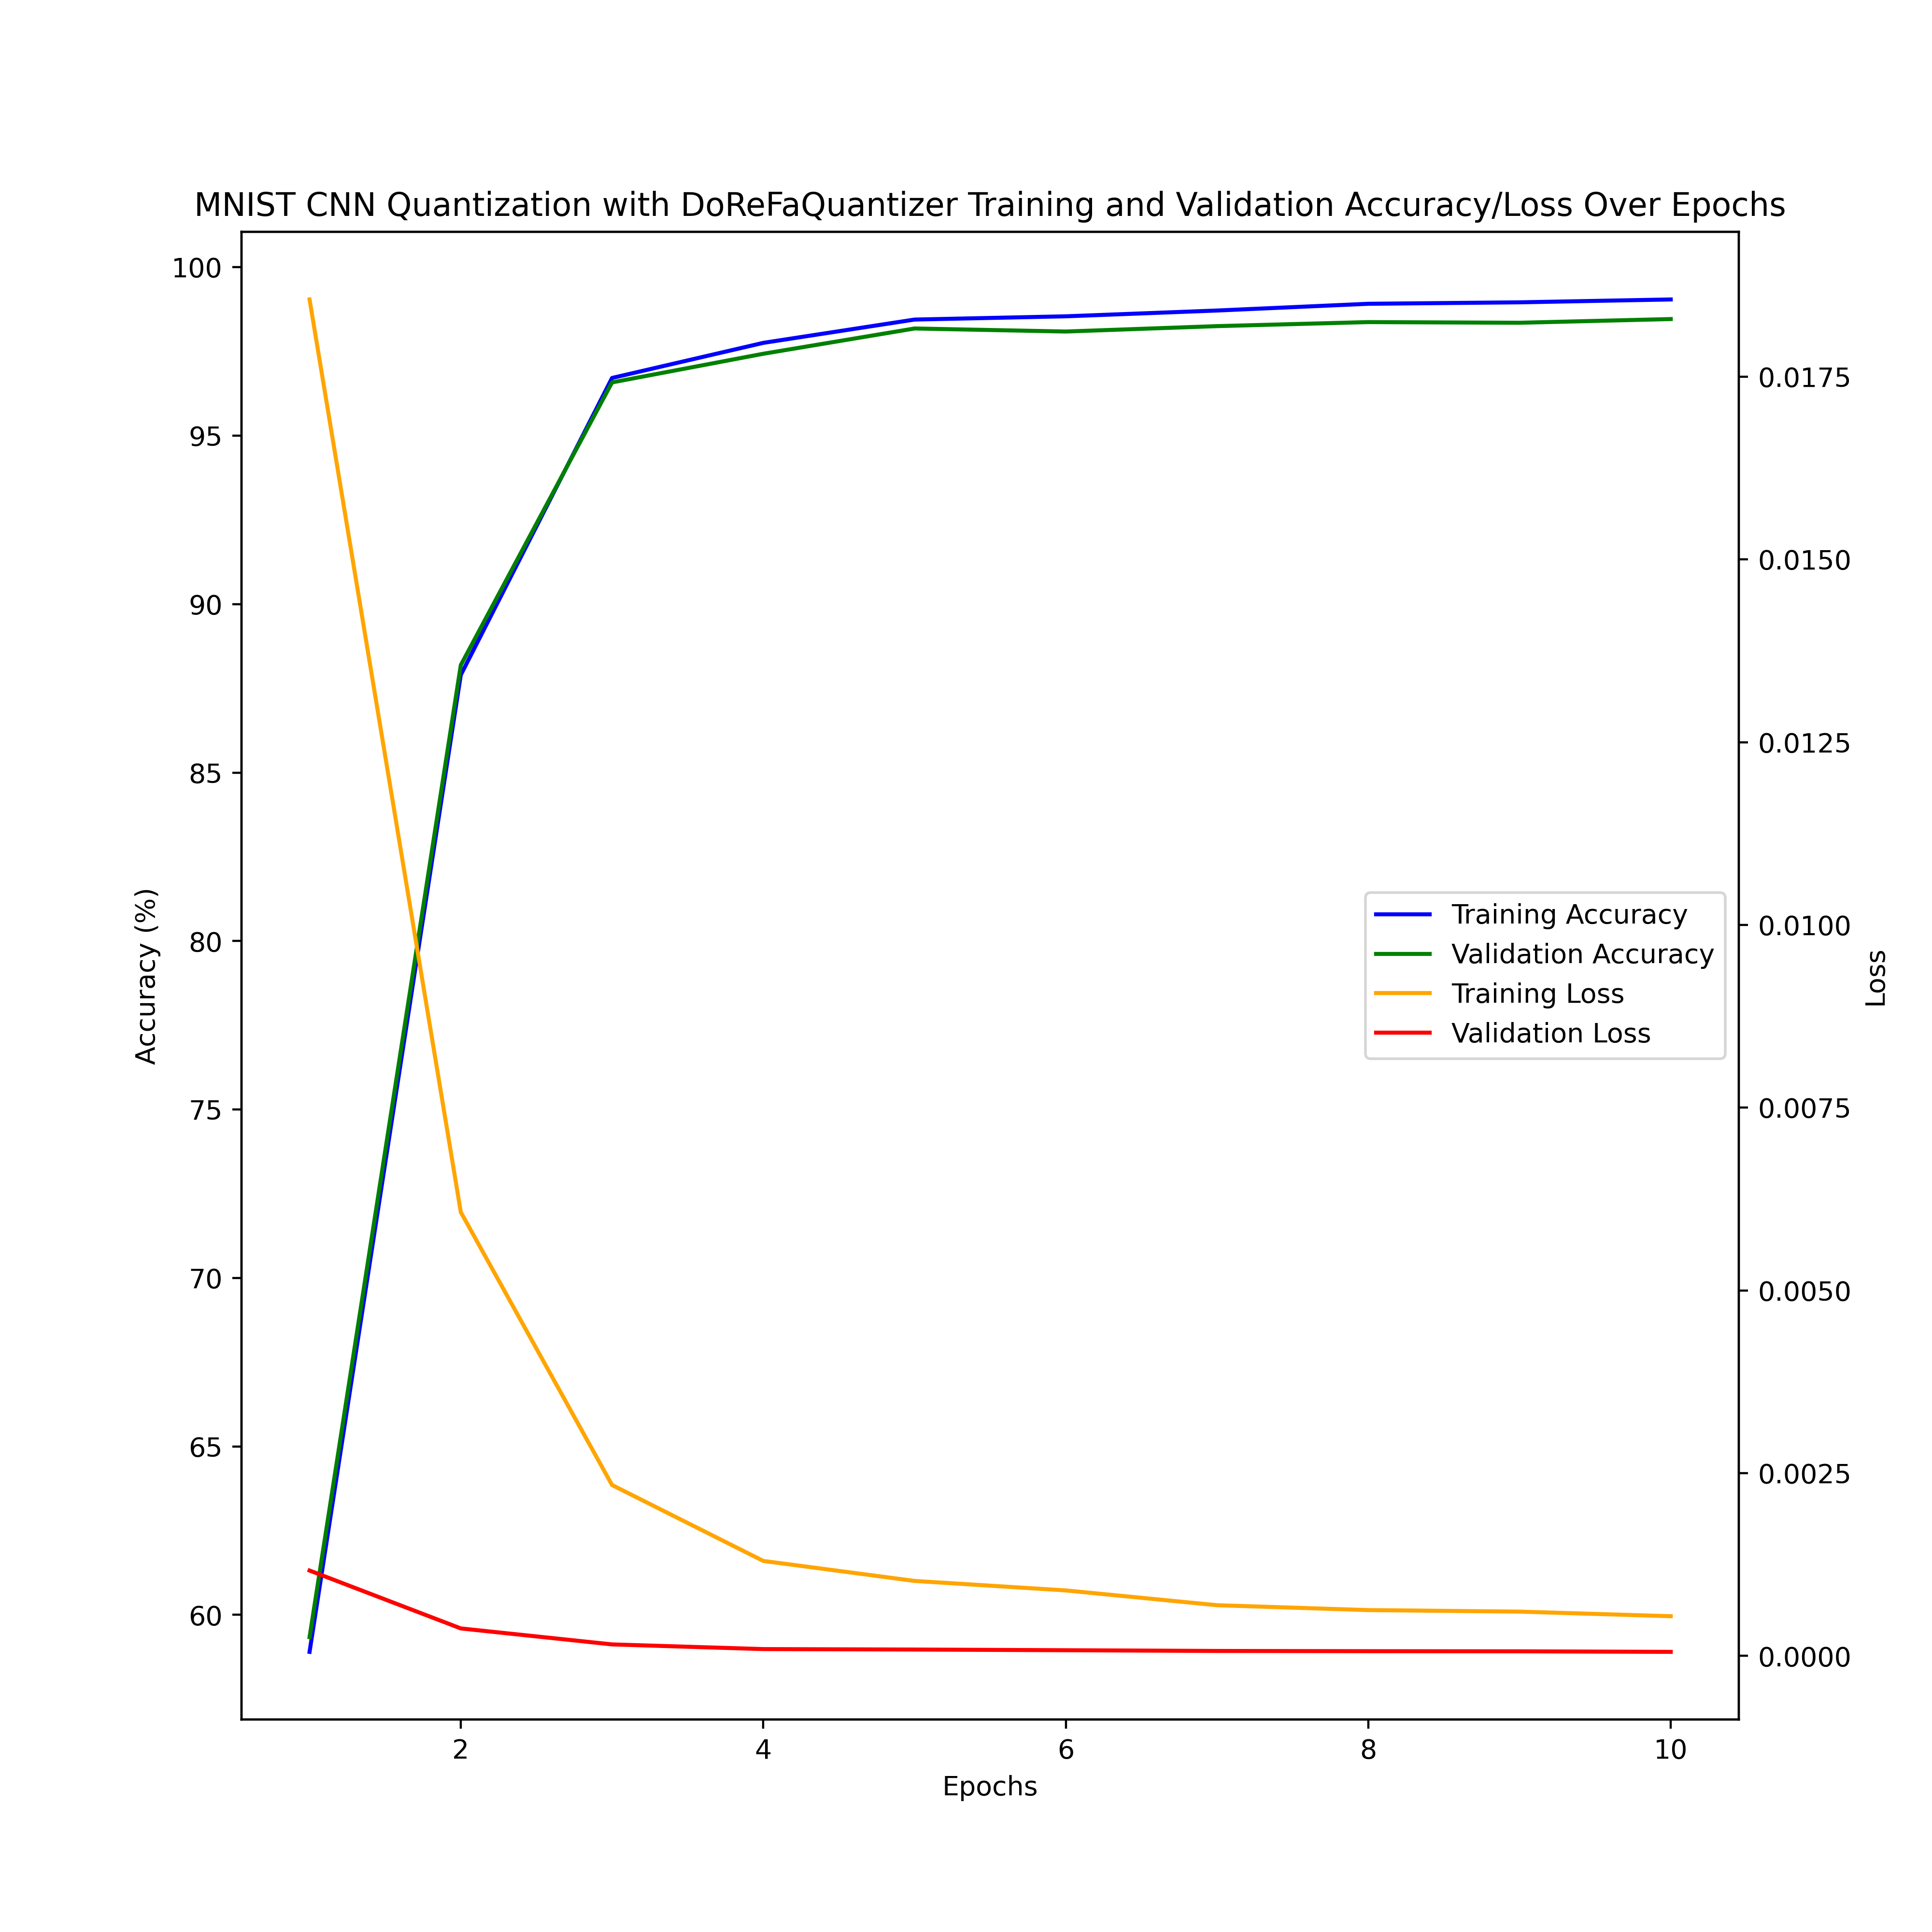 MNIST CNN Quantization with DoReFaQuantizer Training and Validation Accuracy/Loss Over Epochs
100
95
90
85
80
75
70
65
60
Accuracy (%)
0.0175
0.0150
0.0125
0.0100
0.0075
0.0050
0.0025
0.0000
Loss
Training Accuracy
Validation Accuracy
Training Loss
Validation Loss
2 4 6 8 10
Epochs